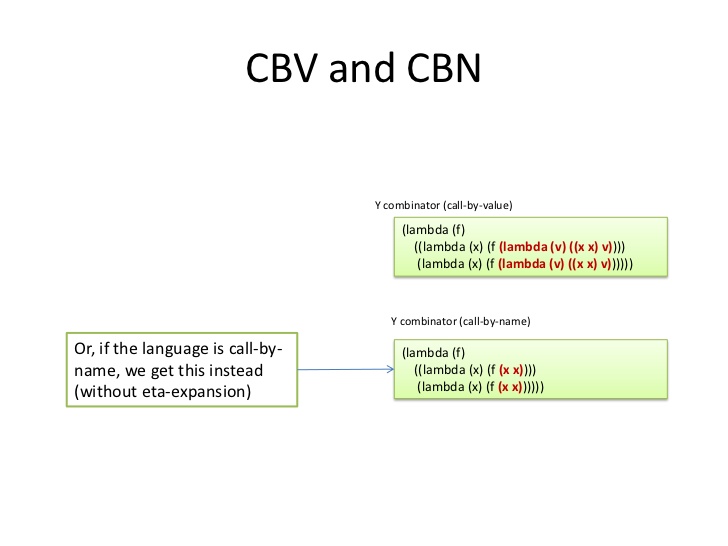 CBV and CBN
Y combinator (call-by-value)
(lambda (f)
((lambda (x) (f (lambda (v) ((x x) v))))
(lambda (x) (f (lambda (v) ((x x) v))))))
Y combinator (call-by-name)
Or, if the language is call-by-
name, we get this instead
(without eta-expansion)
(lambda (f)
((lambda (x) (f (x x))))
(lambda (x) (f (x x))))))